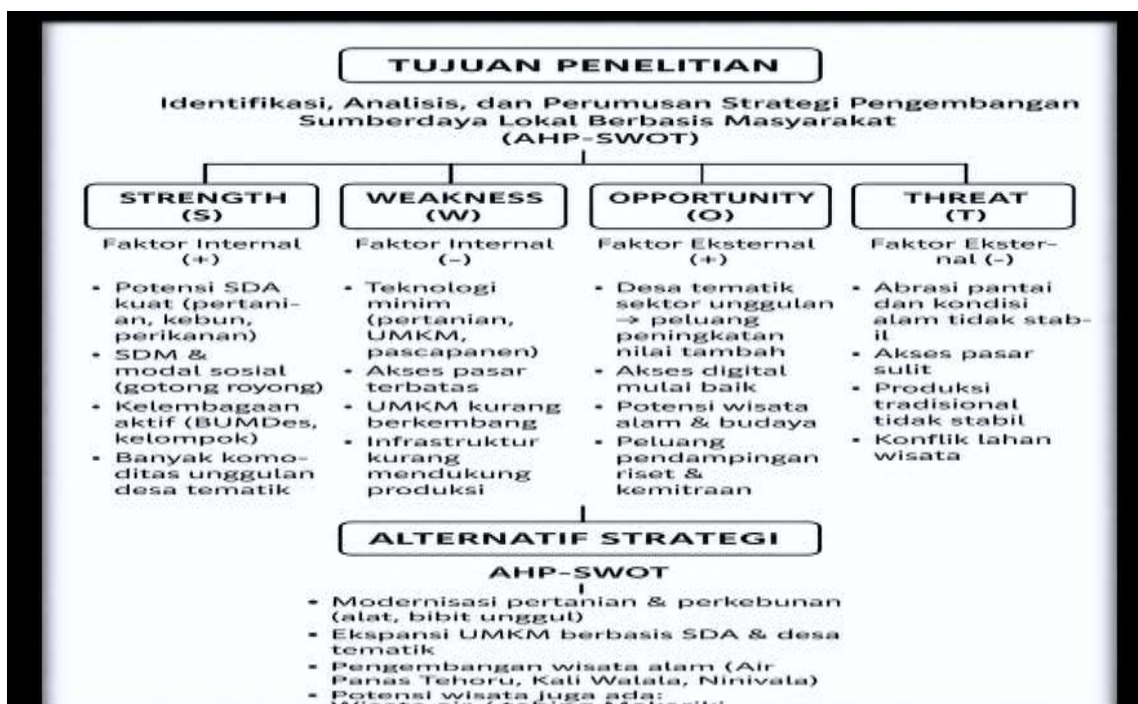 TUJUAN PENELITIAN
Identifikasi, Analisis, dan Perumusan Strategi Pengembangan
Sumberdaya Lokal Berbasis Masyarakat
(AHP-SWOT)
STRENGTH
(S)
Faktor Internal
(+)
• Potensi SDA
kuat (pertani-
an, kebun,
perikanan)
• SDM &
modal sosial
(gotong royong)
• Kelembagaan
aktif (BUMDes,
kelompok)
• Banyak komo-
ditas unggulan
desa tematik
WEAKNESS
(W)
Faktor Internal
(-)
• Teknologi
minim
(pertanian,
UMKM,
pascapanen)
• Akses pasar
terbatas
• UMKM kurang
berkembang
• Infrastruktur
kurang
mendukung
produksi
OPPORTUNITY
(O)
Faktor Eksternal
(+)
• Desa tematik
sektor unggulan
→ peluang
peningkatan
nilai tambah
• Akses digital
mulai baik
• Potensi wisata
alam & budaya
• Peluang
pendampingan
riset &
kemitraan
THREAT
(T)
Faktor Ekster-
nal (-)
• Abrasi pantai
dan kondisi
alam tidak stab-
il
• Akses pasar
sulit
• Produksi
tradisional
tidak stabil
• Konflik lahan
wisata
ALTERNATIF STRATEGI
AHP-SWOT
• Modernisasi pertanian & perkebunan
(alat, bibit unggul)
• Ekspansi UMKM berbasis SDA & desa
tematik
• Pengembangan wisata alam (Air
Panas Tehoru, Kali Walala, Ninivala)
• Potensi wisata juga ada: